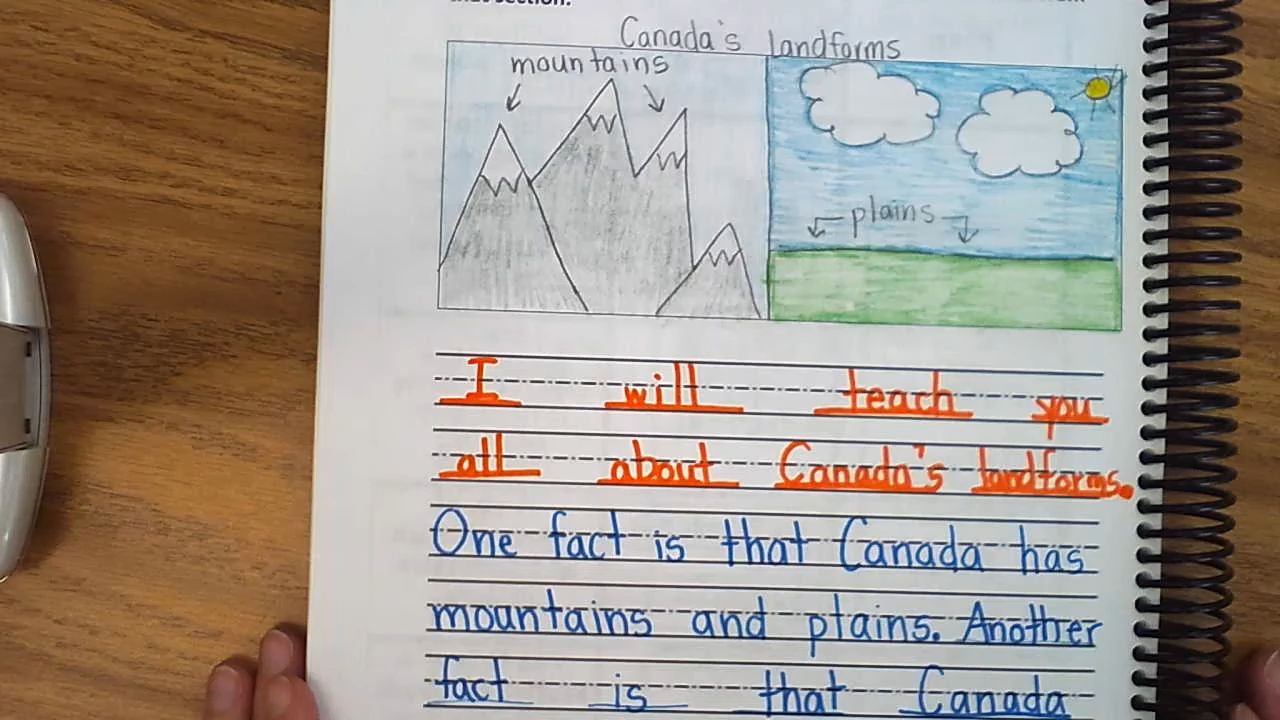 section.
Canada's landforms
mountains
plains
I will teach you
all about Canada's landforms.
One fact is that Canada has
mountains and plains. Another
fact is that Canada